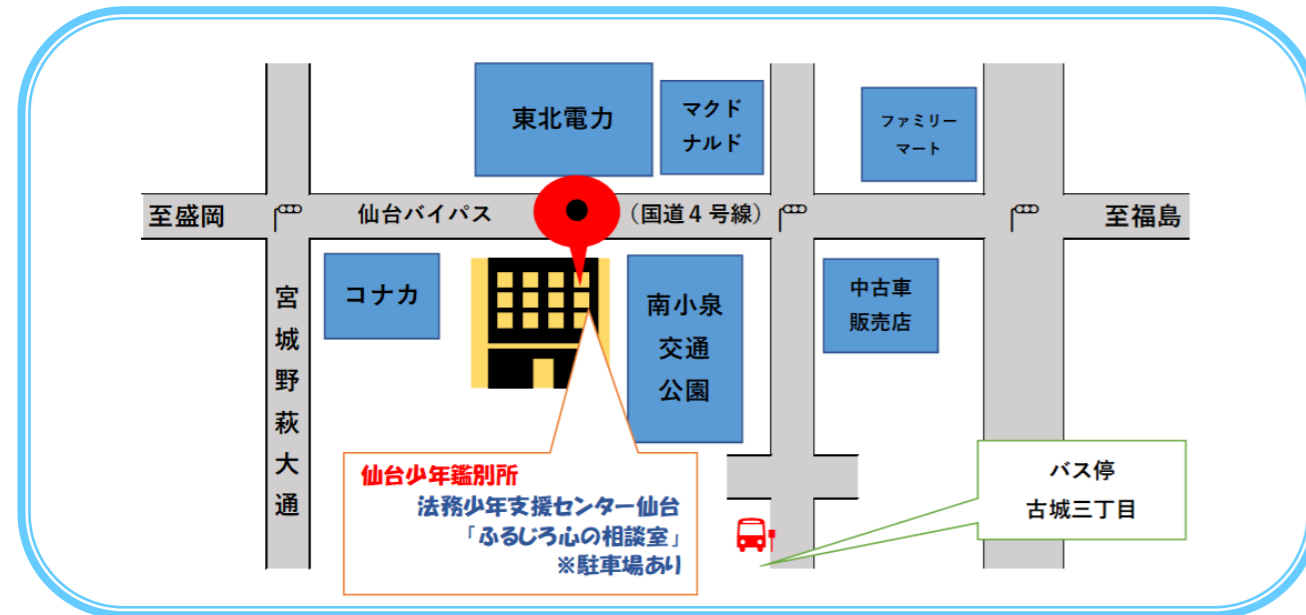 東北電力
マクド
ナルド
ファミリー
マート
至盛岡
仙台バイパス
（国道４号線）
至福島
宮城野萩大通
コナカ
南小泉
交通
公園
中古車
販売店
仙台少年鑑別所
法務少年支援センター仙台
「ふるじろ心の相談室」
※駐車場あり
バス停
古城三丁目